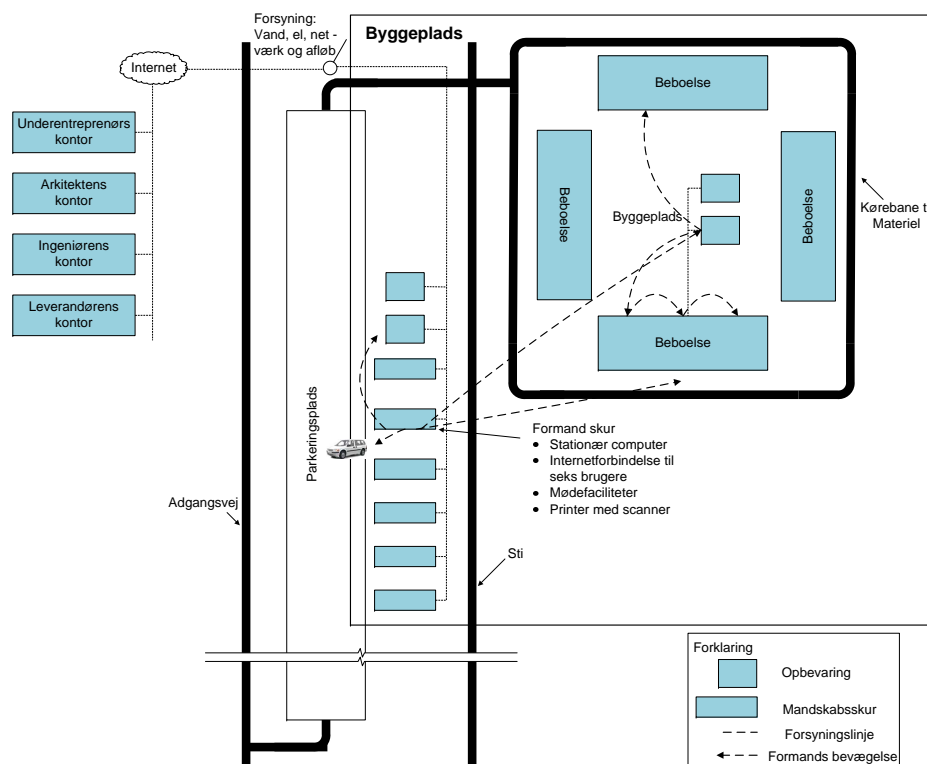 Forsyning:
Vand, el, net -
værk og afløb
Byggeplads
Internet
Underentreprenørs
kontor
Arkitektens
kontor
Ingeniørens
kontor
Leverandørens
kontor
Beboelse
Beboelse
Beboelse
Byggeplads
Beboelse
Kørebane t
Materiel
Parkeringsplads
Formand skur
• Stationær computer
• Internetforbindelse til
seks brugere
• Mødefaciliteter
• Printer med scanner
Adgangsvej
Sti
Forklaring
Opbevaring
Mandskabsskur
Forsyningslinje
Formands bevægelse